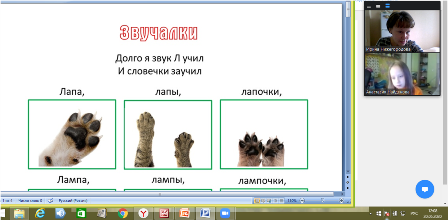 Звучалки
Долго я звук Л учил
И словечки заучил
Лапа, лапы, лапочки,
Лампа, лампы, лампочки,